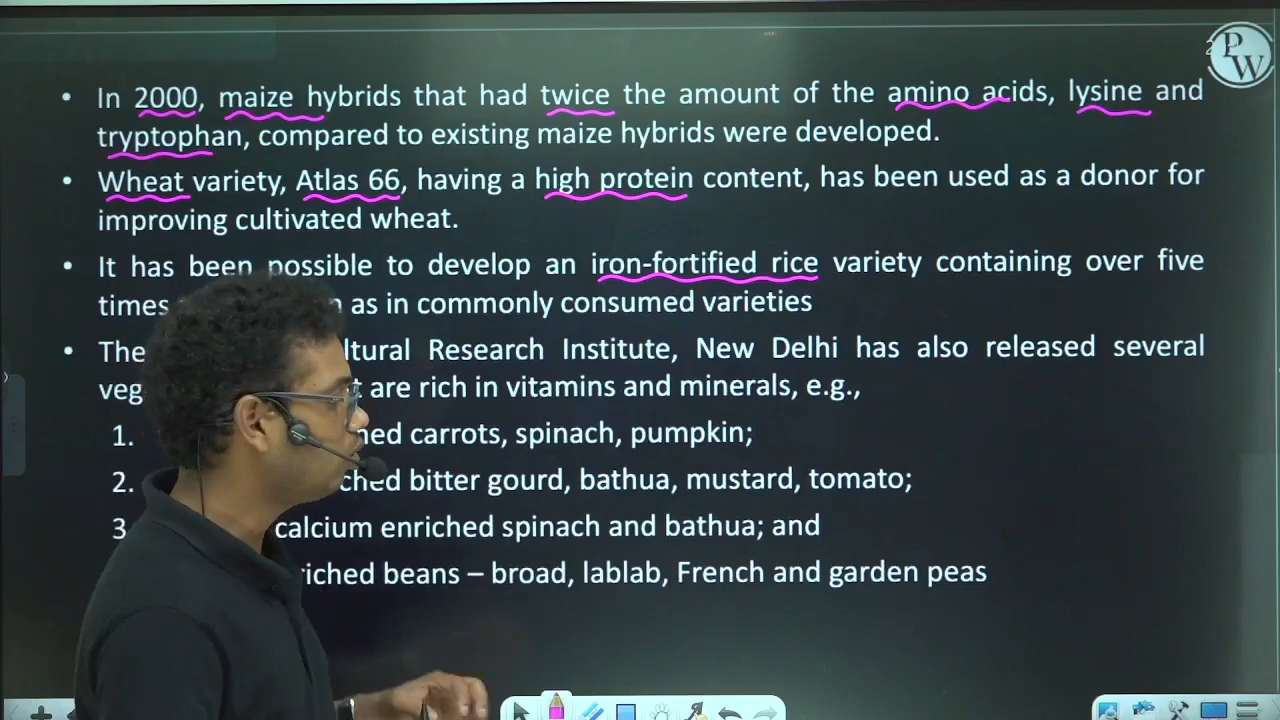 PW
In 2000, maize hybrids that had twice the amount of the amino acids, lysine and
tryptophan, compared to existing maize hybrids were developed.
Wheat variety, Atlas 66, having a high protein content, has been used as a donor for
improving cultivated wheat.
It has been possible to develop an iron-fortified rice variety containing over five
times as in commonly consumed varieties
The Research Institute, New Delhi has also released several
are rich in vitamins and minerals, e.g.,
1. carrots, spinach, pumpkin;
2. bitter gourd, bathua, mustard, tomato;
3 calcium enriched spinach and bathua; and
beans – broad, lablab, French and garden peas